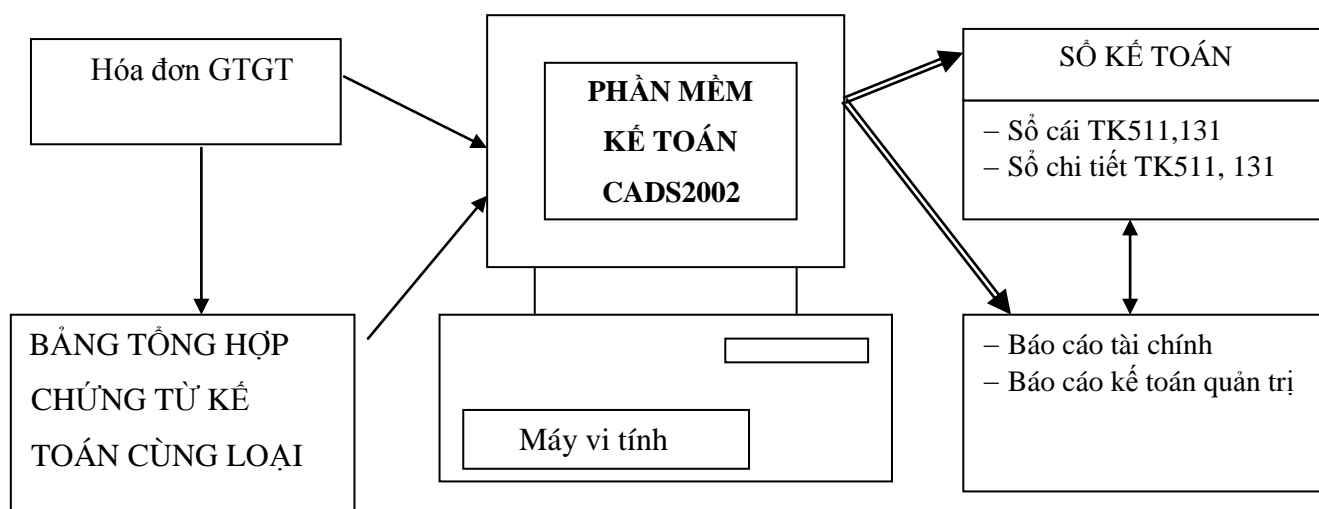 Hóa đơn GTGT
BẢNG TỔNG HỢP
CHỨNG TỪ KẾ
TOÁN CÙNG LOẠI
PHẦN MỀM
KẾ TOÁN
CADS2002
Máy vi tính
SỔ KẾ TOÁN
– Sổ cái TK511,131
– Sổ chi tiết TK511, 131
– Báo cáo tài chính
– Báo cáo kế toán quản trị